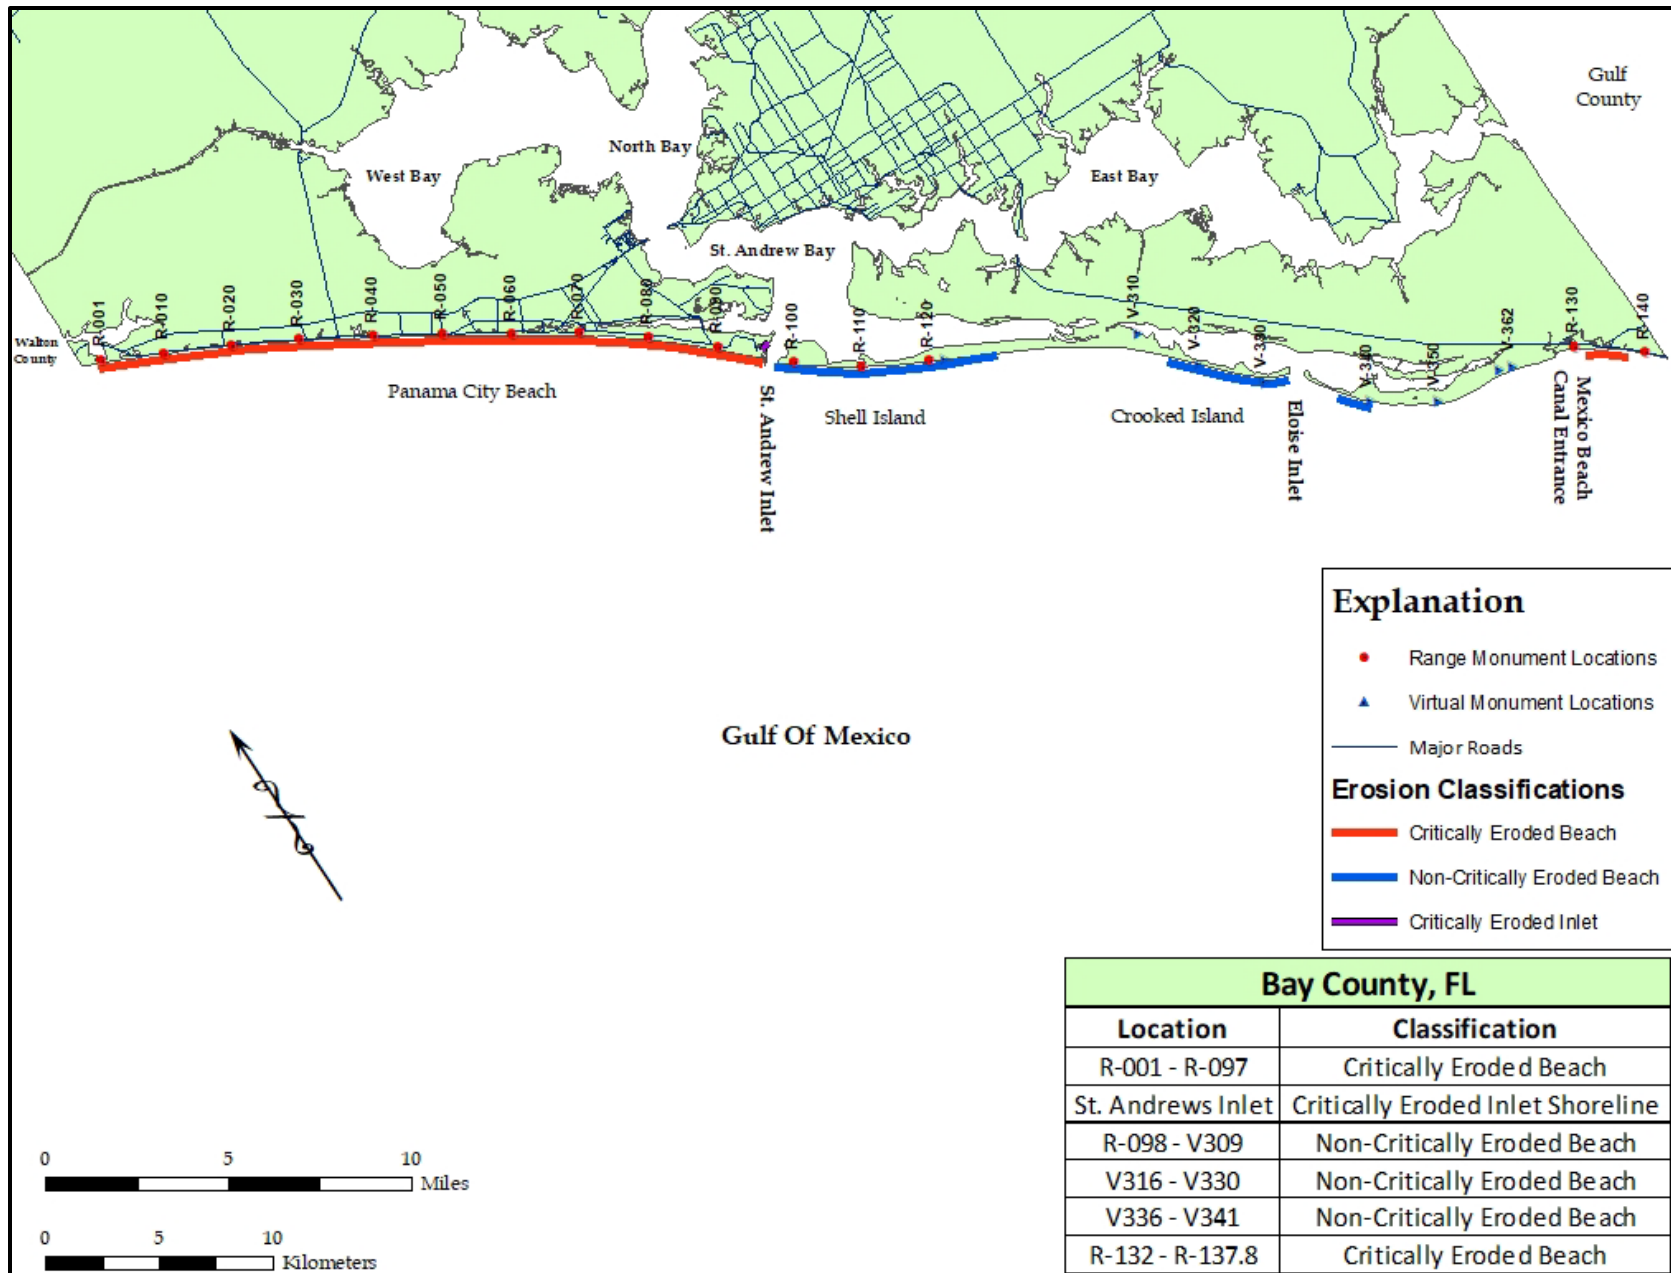 Gulf
County
North Bay
West Bay
East Bay
St. Andrew Bay
Walton
County
R-001
R-010
R-020
R-030
R-040
R-050
R-060
R-070
R-080
R-090
R-100
R-110
R-120
V-310
V-320
V-330
V-340
V-350
V-362
R-130
R-140
Panama City Beach
St. Andrew Inlet
Shell Island
Crooked Island
Eloise Inlet
Mexico Beach
Canal Entrance
Gulf Of Mexico
Explanation
Range Monument Locations
Virtual Monument Locations
Major Roads
Erosion Classifications
Critically Eroded Beach
Non-Critically Eroded Beach
Critically Eroded Inlet
Bay County, FL
Location Classification
R-001 - R-097 Critically Eroded Beach
St. Andrews Inlet Critically Eroded Inlet Shoreline
R-098 - V309 Non-Critically Eroded Beach
V316 - V330 Non-Critically Eroded Beach
V336 - V341 Non-Critically Eroded Beach
R-132 - R-137.8 Critically Eroded Beach
0 5 10
Miles
0 5 10
Kilometers